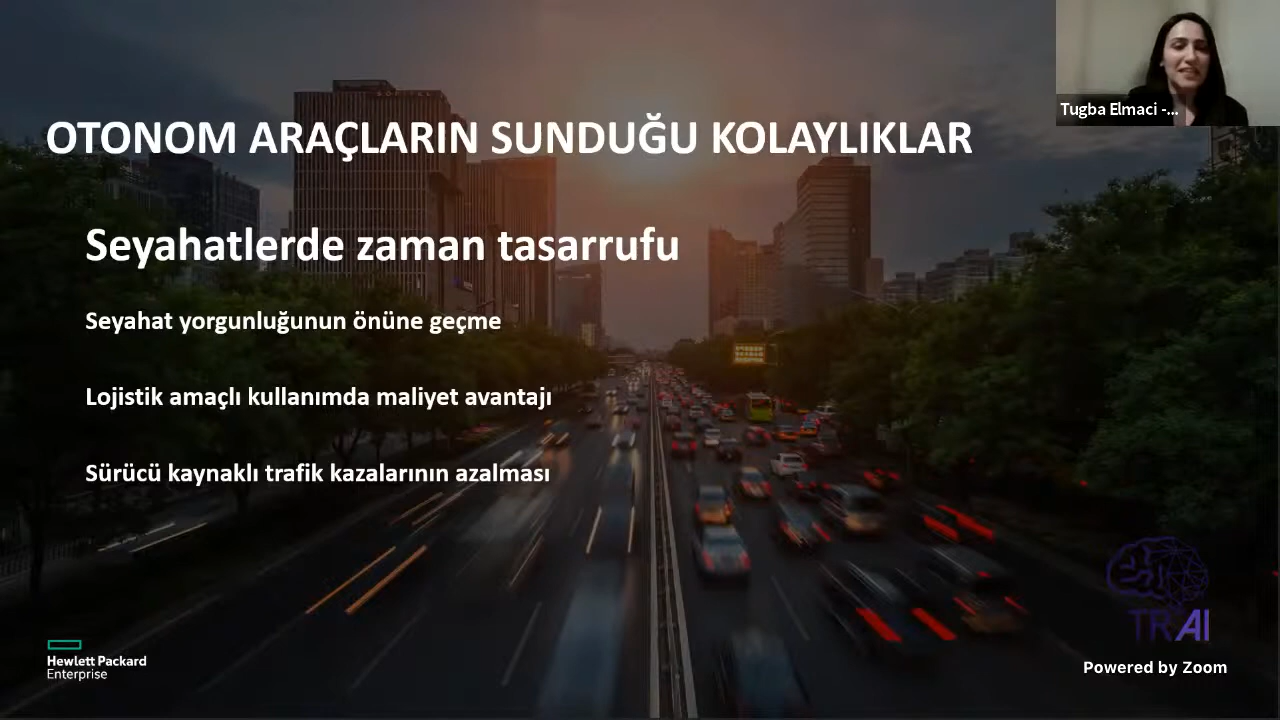 Tugba Elmaci -...
OTONOM ARAÇLARIN SUNDUĞU KOLAYLIKLAR
Seyahatlerde zaman tasarrufu
Seyahat yorgunluğunun önüne geçme
Lojistik amaçlı kullanımda maliyet avantajı
Sürücü kaynaklı trafik kazalarının azalması
TRAI
Hewlett Packard
Enterprise
Powered by Zoom